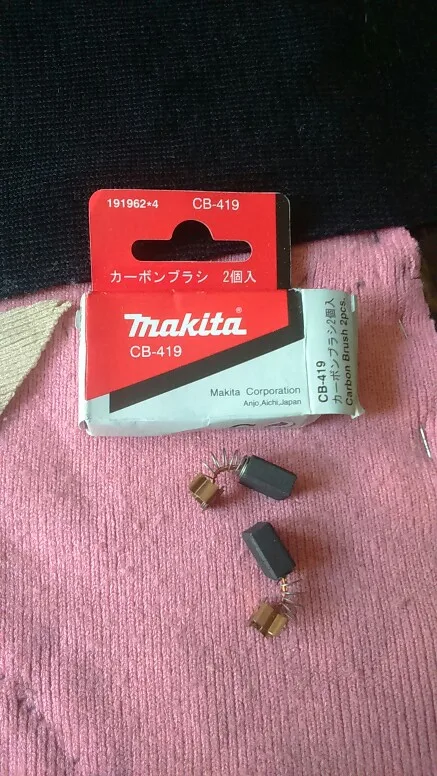 191962*4 CB-419
カーボンブラシ 2個入
makita®
CB-419
Makita Corporation
Anjo,Aichi,Japan
CB-419
カーボンブラシ2個入
Carbon Brush 2pcs.